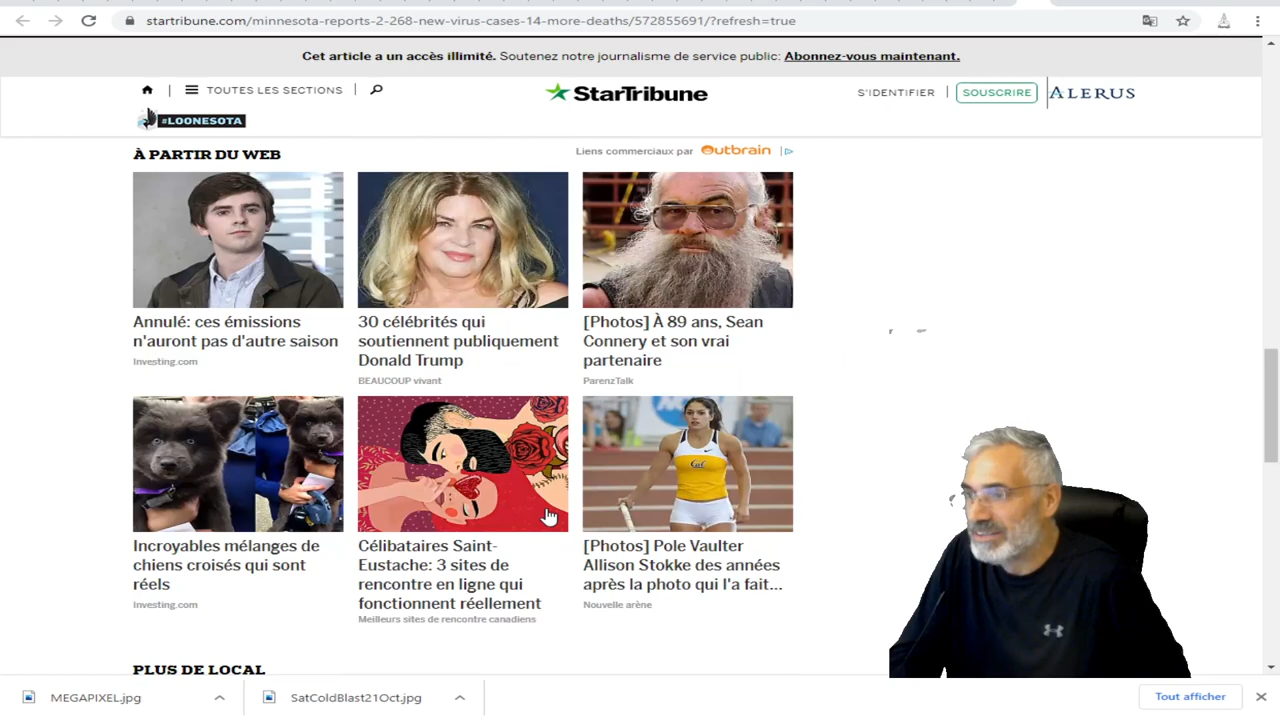 startribune.com/minnesota-reports-2-268-new-virus-cases-14-more-deaths/572855691/?refresh=true
Cet article a un accès illimité. Soutenez notre journalisme de service public: Abonnez-vous maintenant.
TOUTES LES SECTIONS
StarTribune
S'IDENTIFIER
SOUSCRIRE
ALERUS
#LOONESOTA
À PARTIR DU WEB
Liens commerciaux par Outbrain
Annulé: ces émissions
n'auront pas d'autre saison
Investing.com
30 célébrités qui
soutiennent publiquement
Donald Trump
BEAUCOUP vivant
[Photos] À 89 ans, Sean
Connery et son vrai
partenaire
ParenzTalk
Cal
Incroyables mélanges de
chiens croisés qui sont
réels
Investing.com
Célibataires Saint-
Eustache: 3 sites de
rencontre en ligne qui
fonctionnent réellement
Meilleurs sites de rencontre canadiens
[Photos] Pole Vaulter
Allison Stokke des années
après la photo qui l'a fait...
Nouvelle arène
PLUS DE LOCAL
MEGAPIXEL.jpg
SatColdBlast21Oct.jpg
Tout afficher